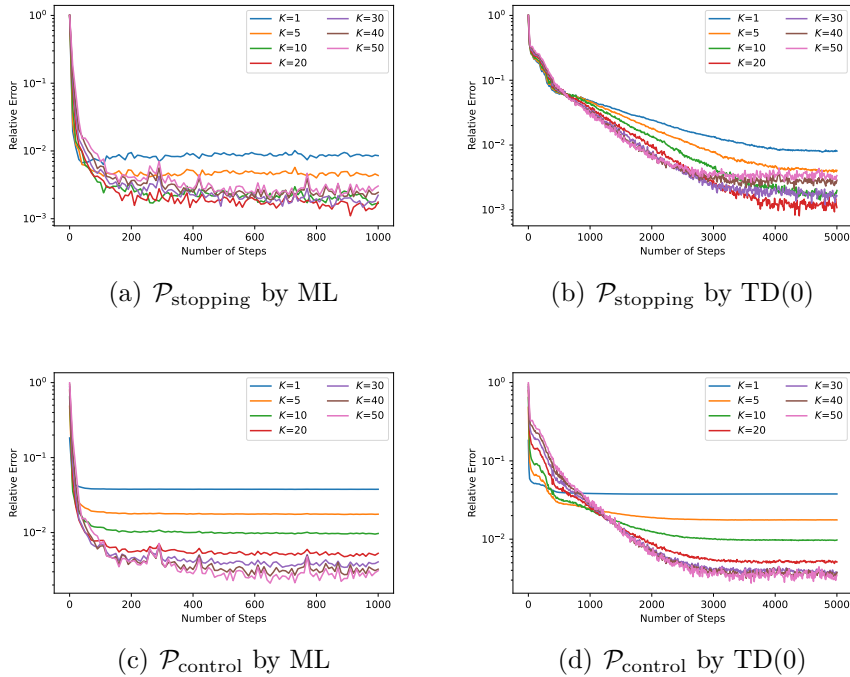 Relative Error
10⁰
10⁻¹
10⁻²
10⁻³
K=1
K=5
K=10
K=20
K=30
K=40
K=50
0 200 400 600 800 1000
Number of Steps
(a) 𝒫stopping by ML
Relative Error
10⁰
10⁻¹
10⁻²
10⁻³
K=1
K=5
K=10
K=20
K=30
K=40
K=50
0 1000 2000 3000 4000 5000
Number of Steps
(b) 𝒫stopping by TD(0)
Relative Error
10⁰
10⁻¹
10⁻²
K=1
K=5
K=10
K=20
K=30
K=40
K=50
0 200 400 600 800 1000
Number of Steps
(c) 𝒫control by ML
Relative Error
10⁰
10⁻¹
10⁻²
K=1
K=5
K=10
K=20
K=30
K=40
K=50
0 1000 2000 3000 4000 5000
Number of Steps
(d) 𝒫control by TD(0)